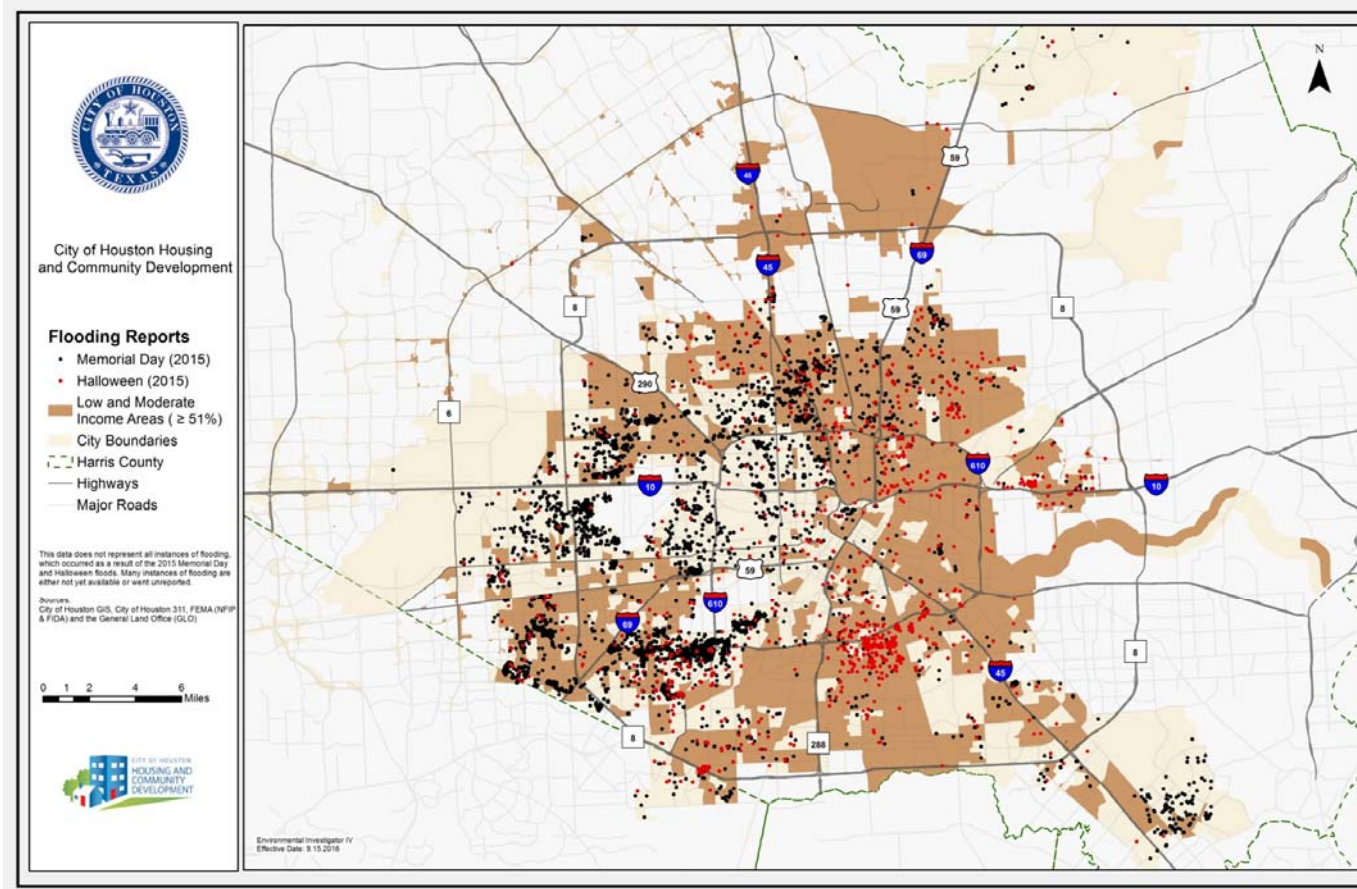 CITY OF HOUSTON
TEXAS
City of Houston Housing
and Community Development
Flooding Reports
Memorial Day (2015)
Halloween (2015)
Low and Moderate
Income Areas ( ≥ 51%)
City Boundaries
Harris County
Highways
Major Roads
This data does not represent all instances of flooding,
which occurred as a result of the 2015 Memorial Day
and Halloween floods. Many instances of flooding are
either not yet available or went unreported.
Sources:
City of Houston GIS, City of Houston 311, FEMA (NFIP
& FIDA) and the General Land Office (GLO)
0 1 2 4 6
Miles
CITY OF HOUSTON
HOUSING AND
COMMUNITY
DEVELOPMENT
N
59
45
69
45
8
59
8
290
6
610
10
10
59
610
69
8
45
288
8
Environmental Investigator IV
Effective Date: 9.15.2016